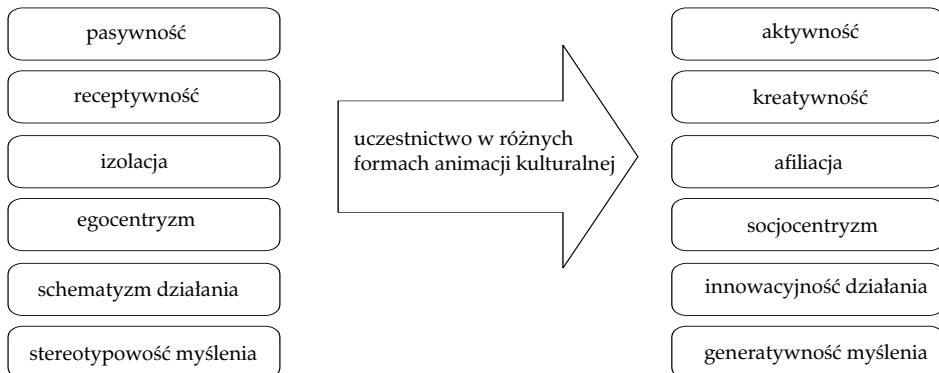 pasywność
receptywność
izolacja
egocentryzm
schematyzm działania
stereotypowość myślenia
uczestnictwo w różnych
formach animacji kulturalnej
aktywność
kreatywność
afiliacja
socjocentryzm
innowacyjność działania
generatywność myślenia